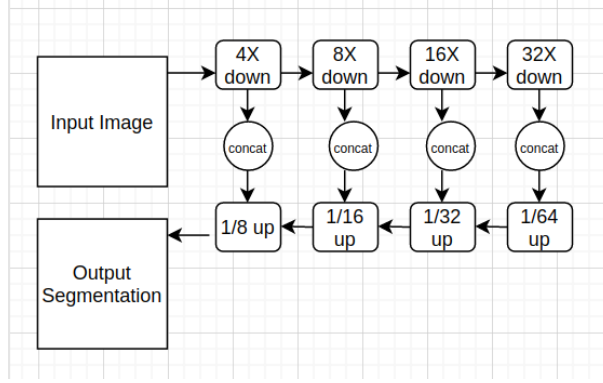 4X
down
8X
down
16X
down
32X
down
Input Image
concat
concat
concat
concat
1/8 up
1/16
up
1/32
up
1/64
up
Output
Segmentation